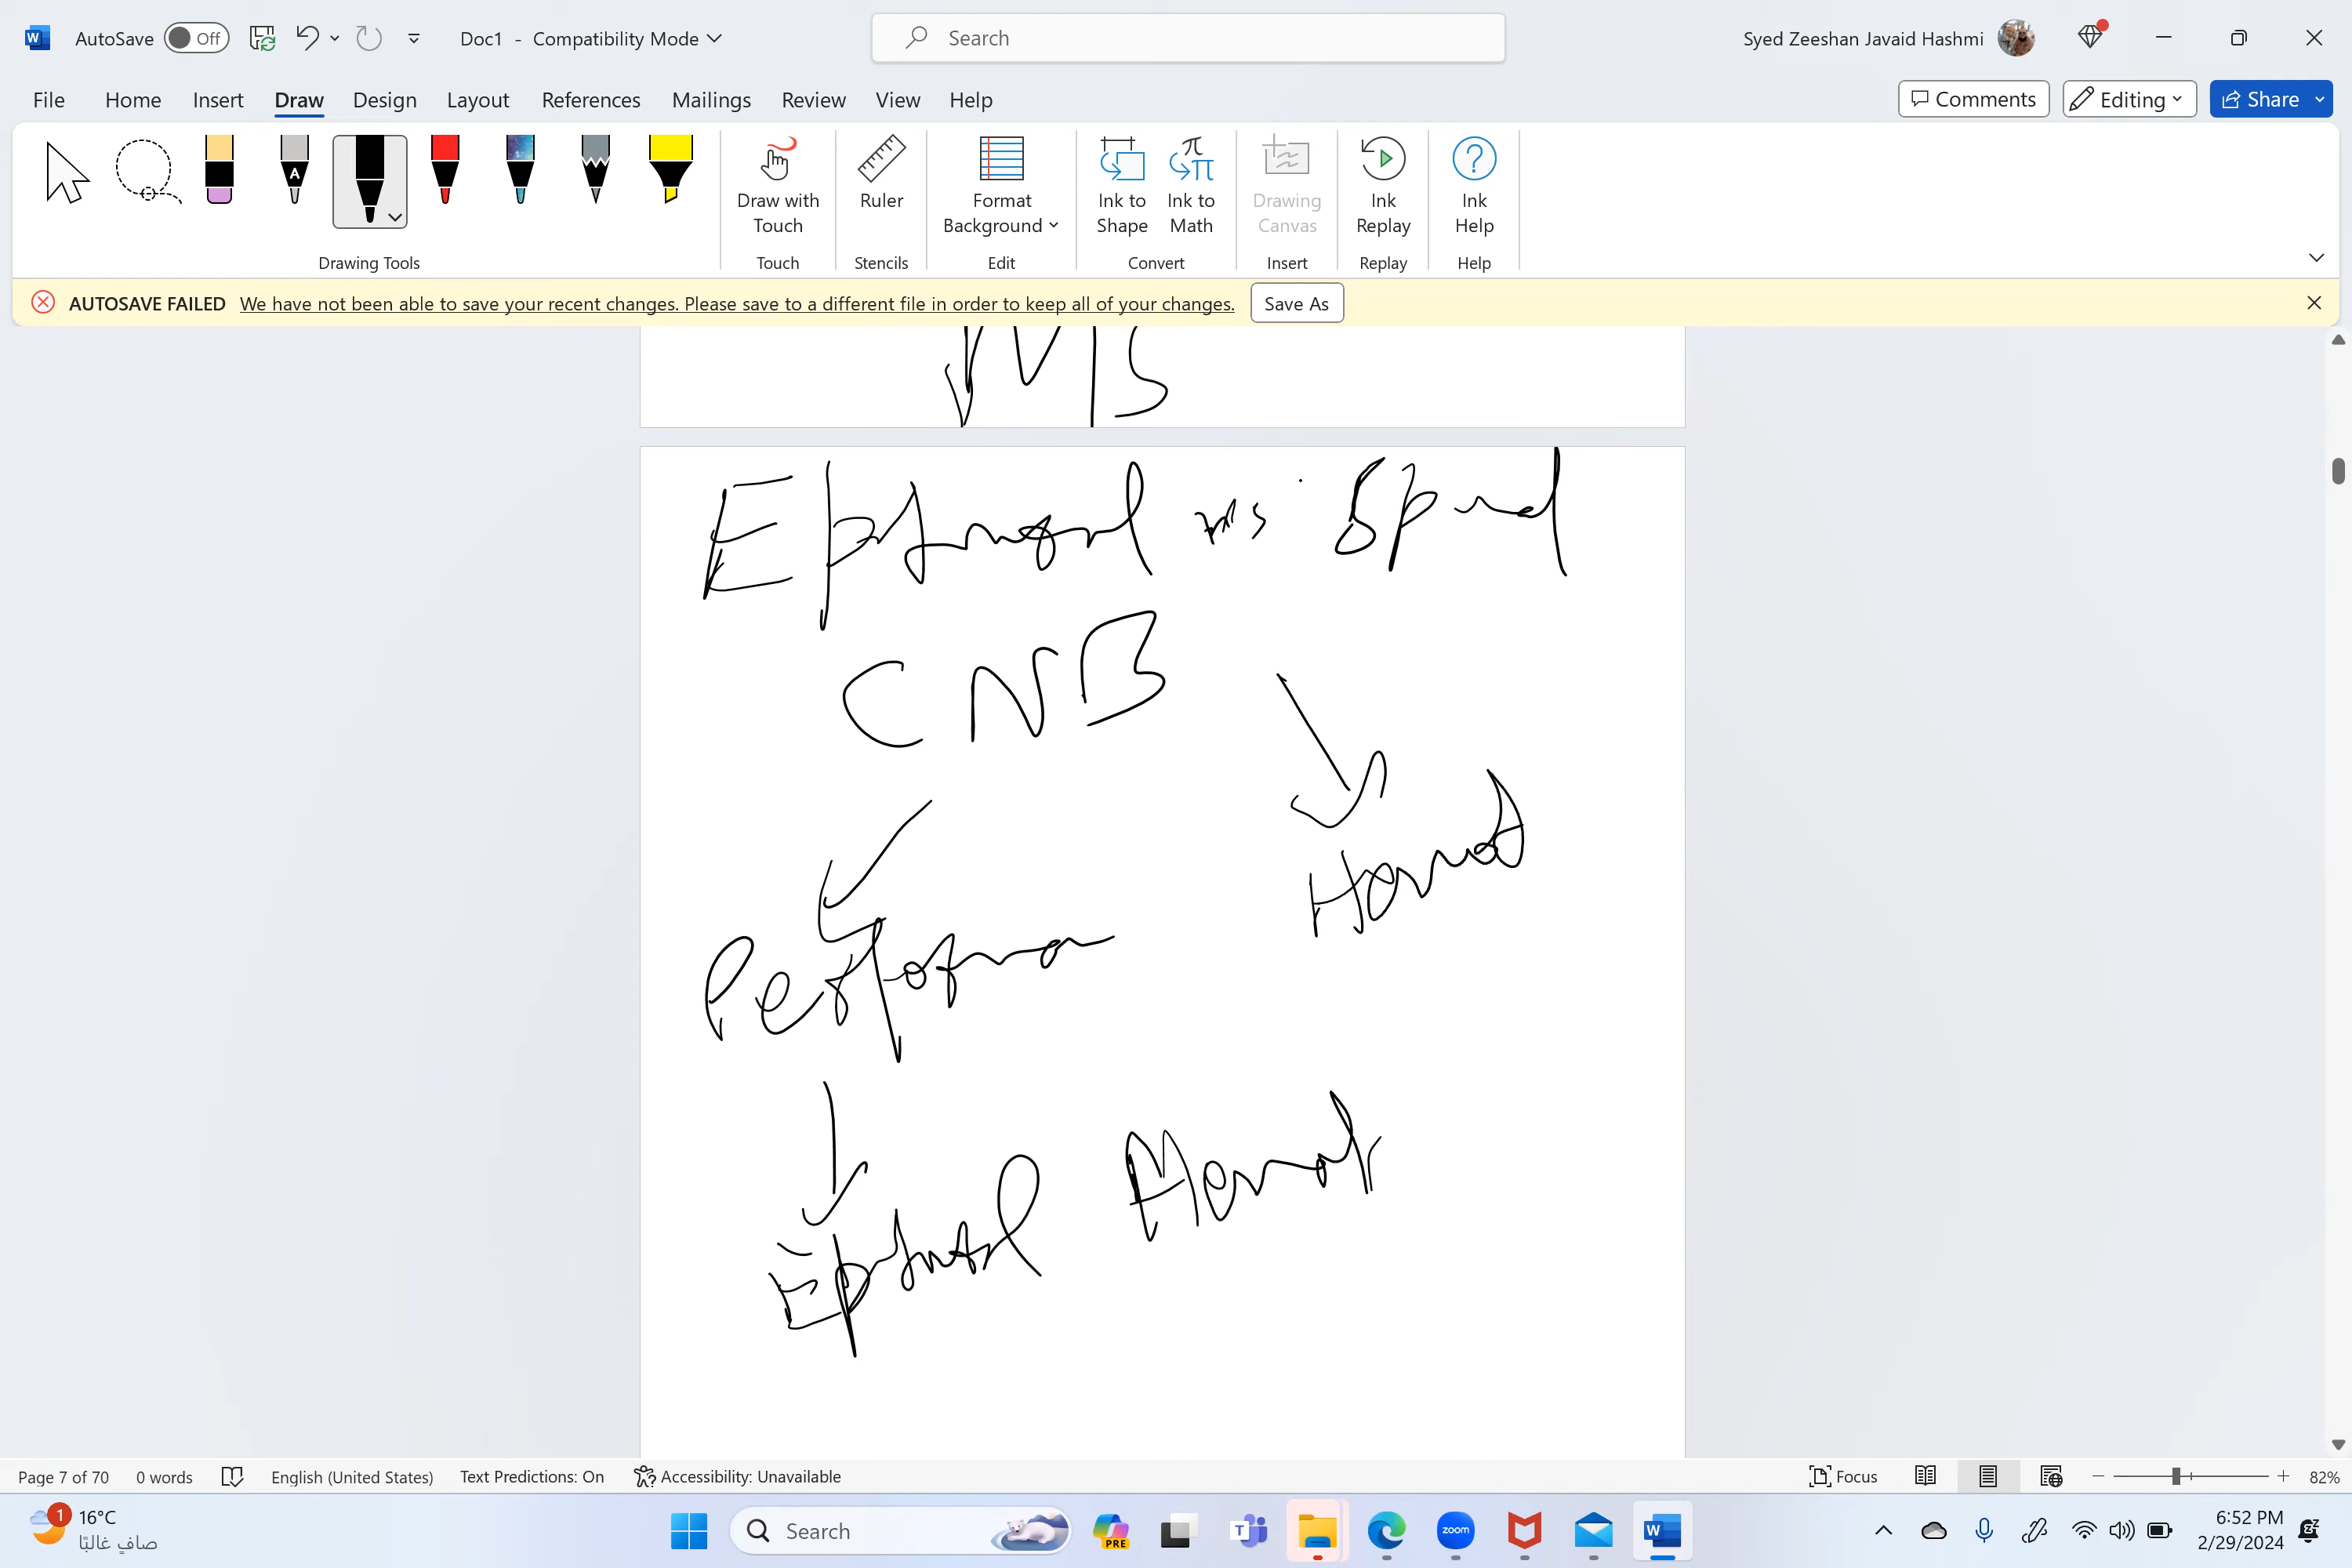 AutoSave Off Doc1 - Compatibility Mode Search Syed Zeeshan Javaid Hashmi
File Home Insert Draw Design Layout References Mailings Review View Help Comments Editing Share
A
Draw with Touch Ruler Format Background Ink to Shape Ink to Math Drawing Canvas Ink Replay Ink Help
Drawing Tools Touch Stencils Edit Convert Insert Replay Help
AUTOSAVE FAILED We have not been able to save your recent changes. Please save to a different file in order to keep all of your changes. Save As
CNB
Page 7 of 70 0 words English (United States) Text Predictions: On Accessibility: Unavailable Focus 82%
1 16°C Search PRE zoom 6:52 PM
صافٍ غالبًا 2/29/2024